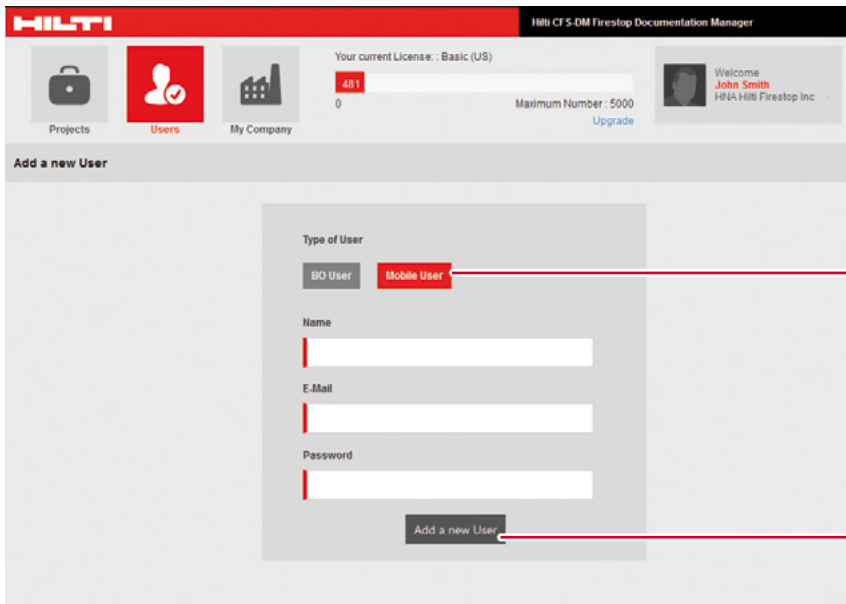 HILTI
Hilti CFS-DM Firestop Documentation Manager
Projects
Users
My Company
Your current License: : Basic (US)
481
0
Maximum Number : 5000
Upgrade
Welcome
John Smith
HNA Hilti Firestop Inc
Add a new User
Type of User
BO User
Mobile User
Name
E-Mail
Password
Add a new User